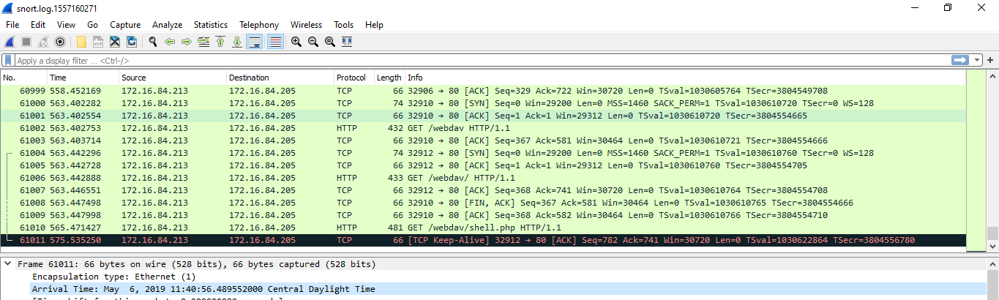 snort.log.1557160271
File Edit View Go Capture Analyze Statistics Telephony Wireless Tools Help
Apply a display filter ... <Ctrl-/>
No. Time Source Destination Protocol Length Info
60999 558.452169 172.16.84.213 172.16.84.205 TCP 66 32906 → 80 [ACK] Seq=329 Ack=722 Win=30720 Len=0 TSval=1030605764 TSecr=3804549708
61000 563.402282 172.16.84.213 172.16.84.205 TCP 74 32910 → 80 [SYN] Seq=0 Win=29200 Len=0 MSS=1460 SACK_PERM=1 TSval=1030610720 TSecr=0 WS=128
61001 563.402554 172.16.84.213 172.16.84.205 TCP 66 32910 → 80 [ACK] Seq=1 Ack=1 Win=29312 Len=0 TSval=1030610720 TSecr=3804554665
61002 563.402753 172.16.84.213 172.16.84.205 HTTP 432 GET /webdav HTTP/1.1
61003 563.403714 172.16.84.213 172.16.84.205 TCP 66 32910 → 80 [ACK] Seq=367 Ack=581 Win=30464 Len=0 TSval=1030610721 TSecr=3804554666
61004 563.442296 172.16.84.213 172.16.84.205 TCP 74 32912 → 80 [SYN] Seq=0 Win=29200 Len=0 MSS=1460 SACK_PERM=1 TSval=1030610760 TSecr=0 WS=128
61005 563.442728 172.16.84.213 172.16.84.205 TCP 66 32912 → 80 [ACK] Seq=1 Ack=1 Win=29312 Len=0 TSval=1030610760 TSecr=3804554705
61006 563.442888 172.16.84.213 172.16.84.205 HTTP 433 GET /webdav/ HTTP/1.1
61007 563.446551 172.16.84.213 172.16.84.205 TCP 66 32912 → 80 [ACK] Seq=368 Ack=741 Win=30720 Len=0 TSval=1030610764 TSecr=3804554708
61008 563.447498 172.16.84.213 172.16.84.205 TCP 66 32910 → 80 [FIN, ACK] Seq=367 Ack=581 Win=30464 Len=0 TSval=1030610765 TSecr=3804554666
61009 563.447998 172.16.84.213 172.16.84.205 TCP 66 32910 → 80 [ACK] Seq=368 Ack=582 Win=30464 Len=0 TSval=1030610766 TSecr=3804554710
61010 565.471427 172.16.84.213 172.16.84.205 HTTP 481 GET /webdav/shell.php HTTP/1.1
61011 575.535250 172.16.84.213 172.16.84.205 TCP 66 [TCP Keep-Alive] 32912 → 80 [ACK] Seq=782 Ack=741 Win=30720 Len=0 TSval=1030622864 TSecr=3804556780
Frame 61011: 66 bytes on wire (528 bits), 66 bytes captured (528 bits)
Encapsulation type: Ethernet (1)
Arrival Time: May 6, 2019 11:40:56.489552000 Central Daylight Time